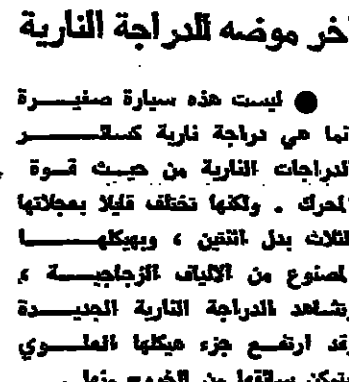 آخر موضه للدراجة النارية
● ليست هذه سيارة صغيرة
انما هي دراجة نارية كسائر
الدراجات النارية من حيث قوة
المحرك . ولكنها تختلف قليلا بعجلاتها
الثلاث بدل اثنتين ، وبهيكلها
المصنوع من الالياف الزجاجية ،
وتشاهد الدراجة النارية الجديدة
وقد ارتفع جزء هيكلها العلوي
ليتمكن سائقها من الخروج منها .